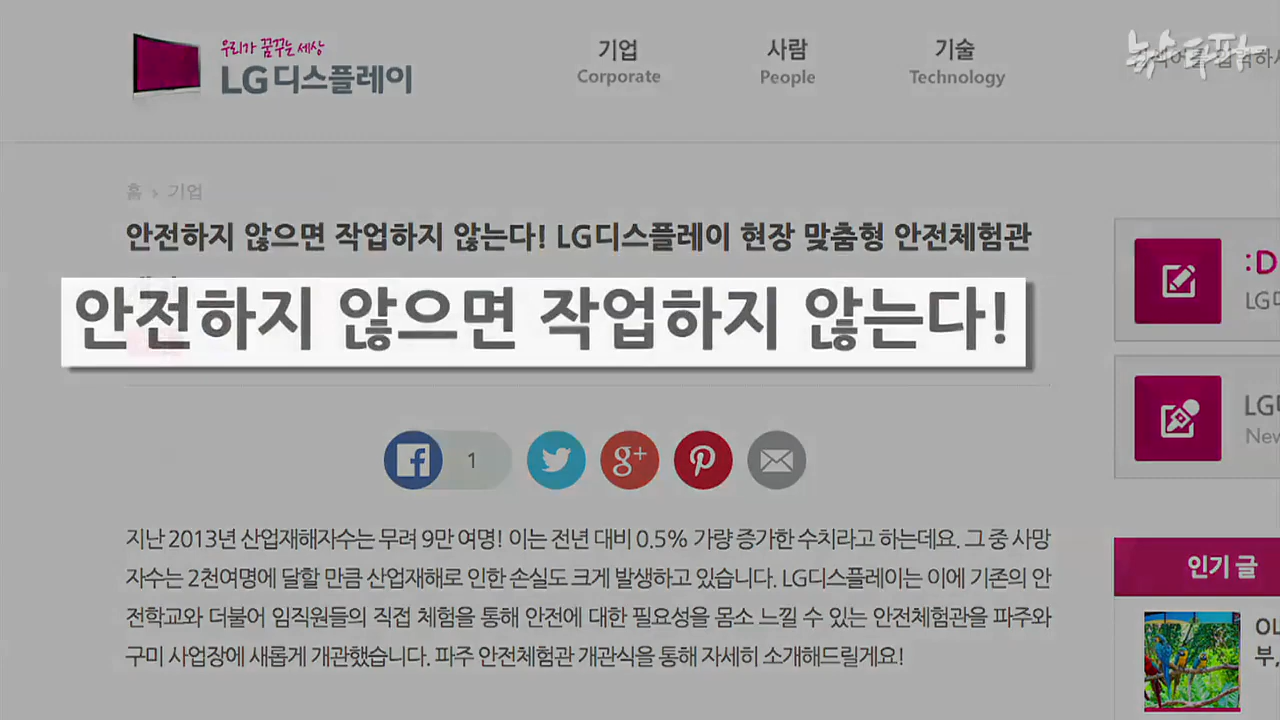 우리가 꿈꾸는 세상
LG디스플레이
기업
Corporate
사람
People
기술
Technology
뉴스타파
홈 › 기업
안전하지 않으면 작업하지 않는다! LG디스플레이 현장 맞춤형 안전체험관
안전하지 않으면 작업하지 않는다!
1
지난 2013년 산업재해자수는 무려 9만 여명! 이는 전년 대비 0.5% 가량 증가한 수치라고 하는데요. 그 중 사망
자수는 2천여명에 달할 만큼 산업재해로 인한 손실도 크게 발생하고 있습니다. LG디스플레이는 이에 기존의 안
전학교와 더불어 임직원들의 직접 체험을 통해 안전에 대한 필요성을 몸소 느낄 수 있는 안전체험관을 파주와
구미 사업장에 새롭게 개관했습니다. 파주 안전체험관 개관식을 통해 자세히 소개해드릴게요!
:D
LG
LG
New
인기 글
부,